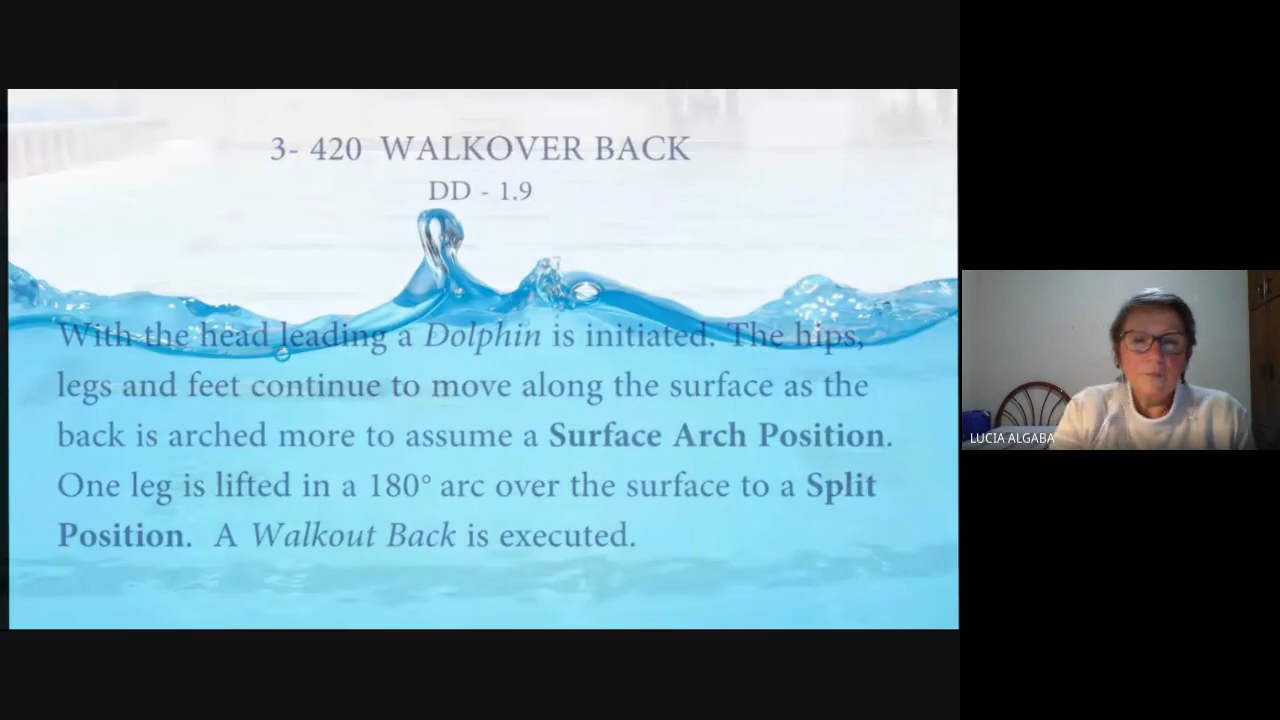 3- 420 WALKOVER BACK
DD - 1.9
With the head leading a Dolphin is initiated. The hips,
legs and feet continue to move along the surface as the
back is arched more to assume a Surface Arch Position.
One leg is lifted in a 180° arc over the surface to a Split
Position. A Walkout Back is executed.
LUCIA ALGABA